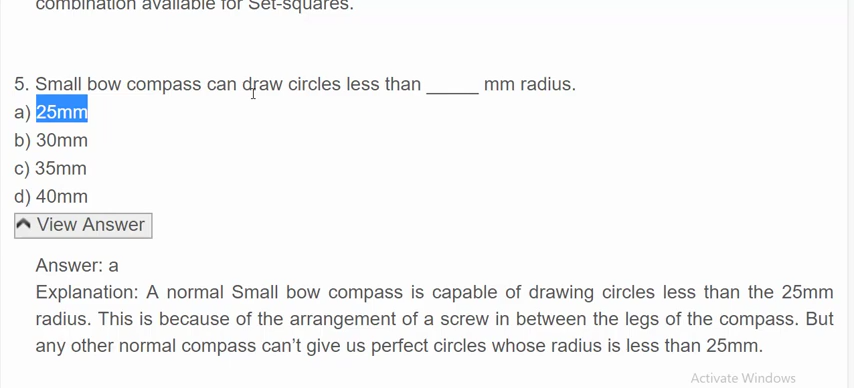 combination available for Set-squares.
5. Small bow compass can draw circles less than ______ mm radius.
a) 25mm
b) 30mm
c) 35mm
d) 40mm
View Answer
Answer: a
Explanation: A normal Small bow compass is capable of drawing circles less than the 25mm
radius. This is because of the arrangement of a screw in between the legs of the compass. But
any other normal compass can’t give us perfect circles whose radius is less than 25mm.
Activate Windows